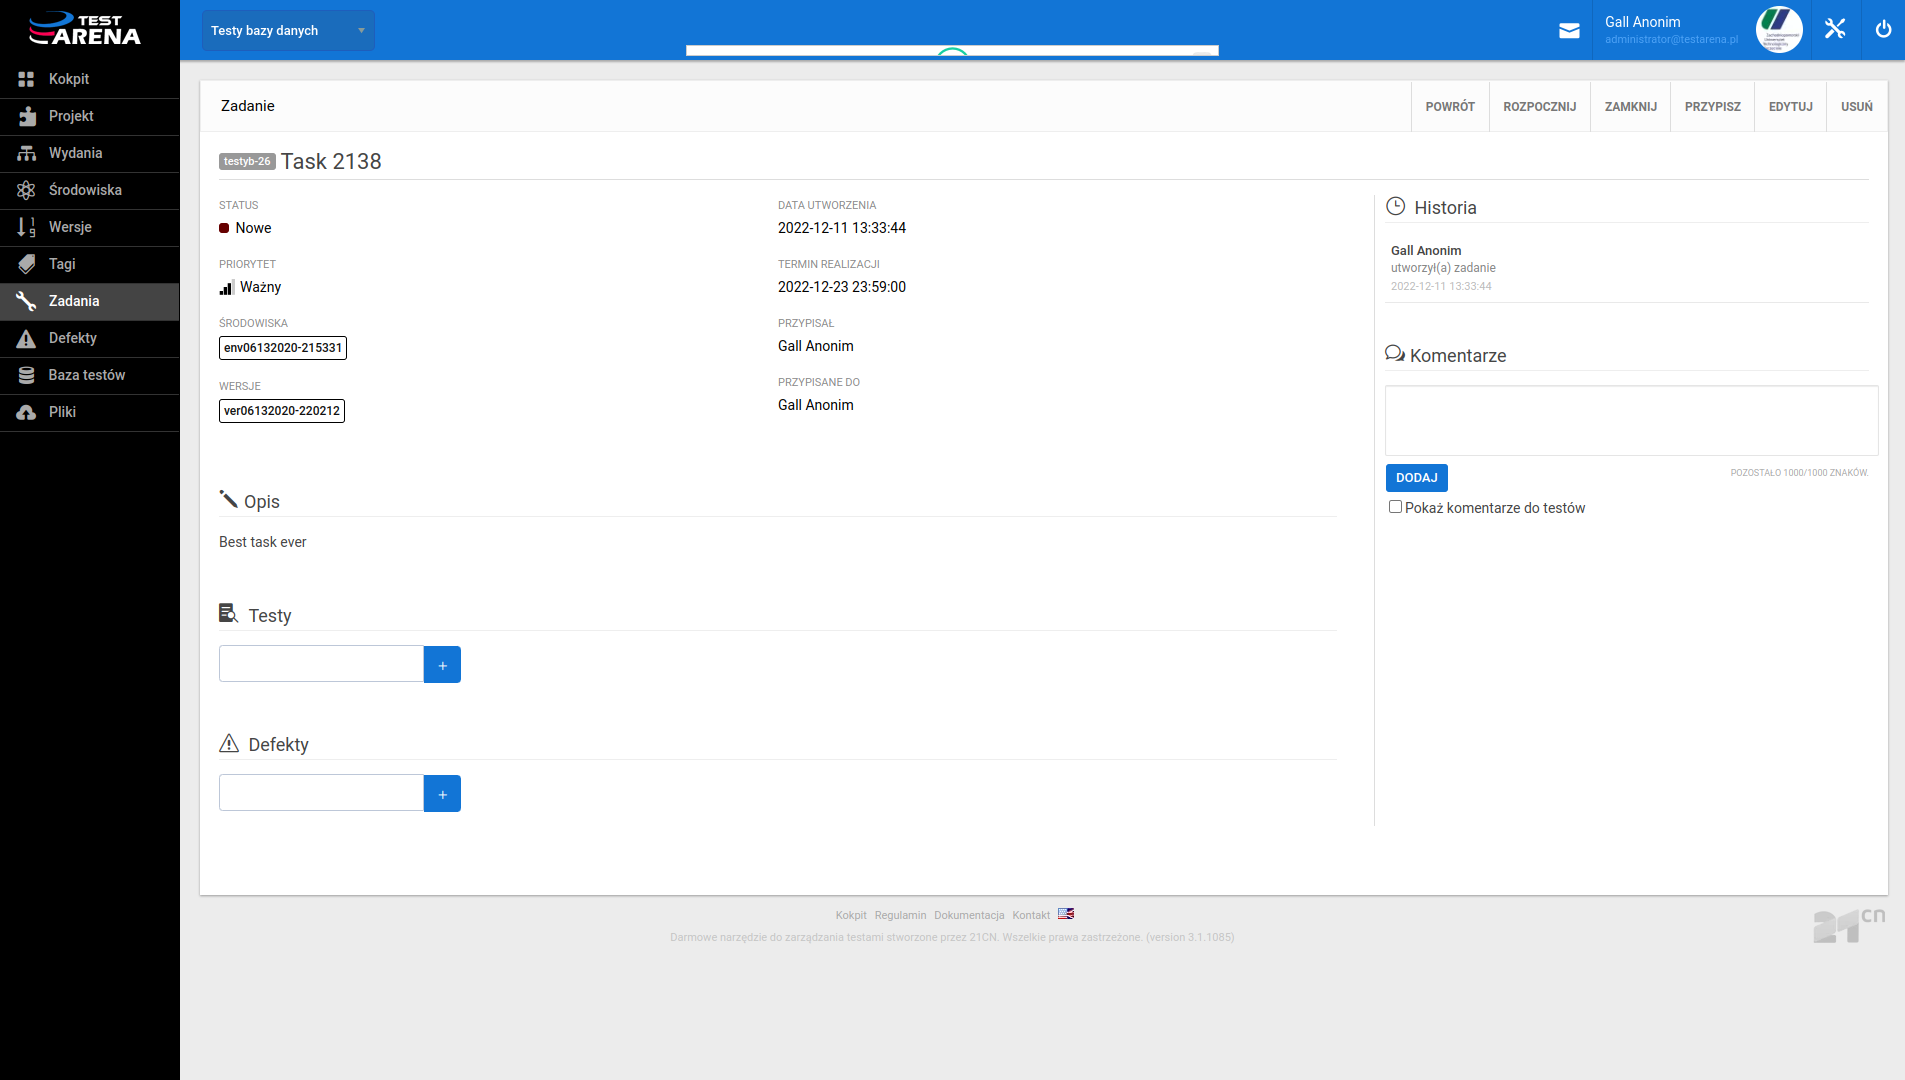 TEST
ARENA
Testy bazy danych
Gall Anonim
administrator@testarena.pl
Kokpit
Projekt
Wydania
Środowiska
Wersje
Tagi
Zadania
Defekty
Baza testów
Pliki
Zadanie
POWRÓT
ROZPOCZNIJ
ZAMKNIJ
PRZYPISZ
EDYTUJ
USUŃ
testyb-26 Task 2138
STATUS
Nowe
PRIORYTET
Ważny
ŚRODOWISKA
env06132020-215331
WERSJE
ver06132020-220212
DATA UTWORZENIA
2022-12-11 13:33:44
TERMIN REALIZACJI
2022-12-23 23:59:00
PRZYPISAŁ
Gall Anonim
PRZYPISANE DO
Gall Anonim
Opis
Best task ever
Testy
+
Defekty
+
Historia
Gall Anonim
utworzył(a) zadanie
2022-12-11 13:33:44
Komentarze
DODAJ
POZOSTAŁO 1000/1000 ZNAKÓW.
Pokaż komentarze do testów
Kokpit Regulamin Dokumentacja Kontakt
Darmowe narzędzie do zarządzania testami stworzone przez 21CN. Wszelkie prawa zastrzeżone. (version 3.1.1085)
21cn